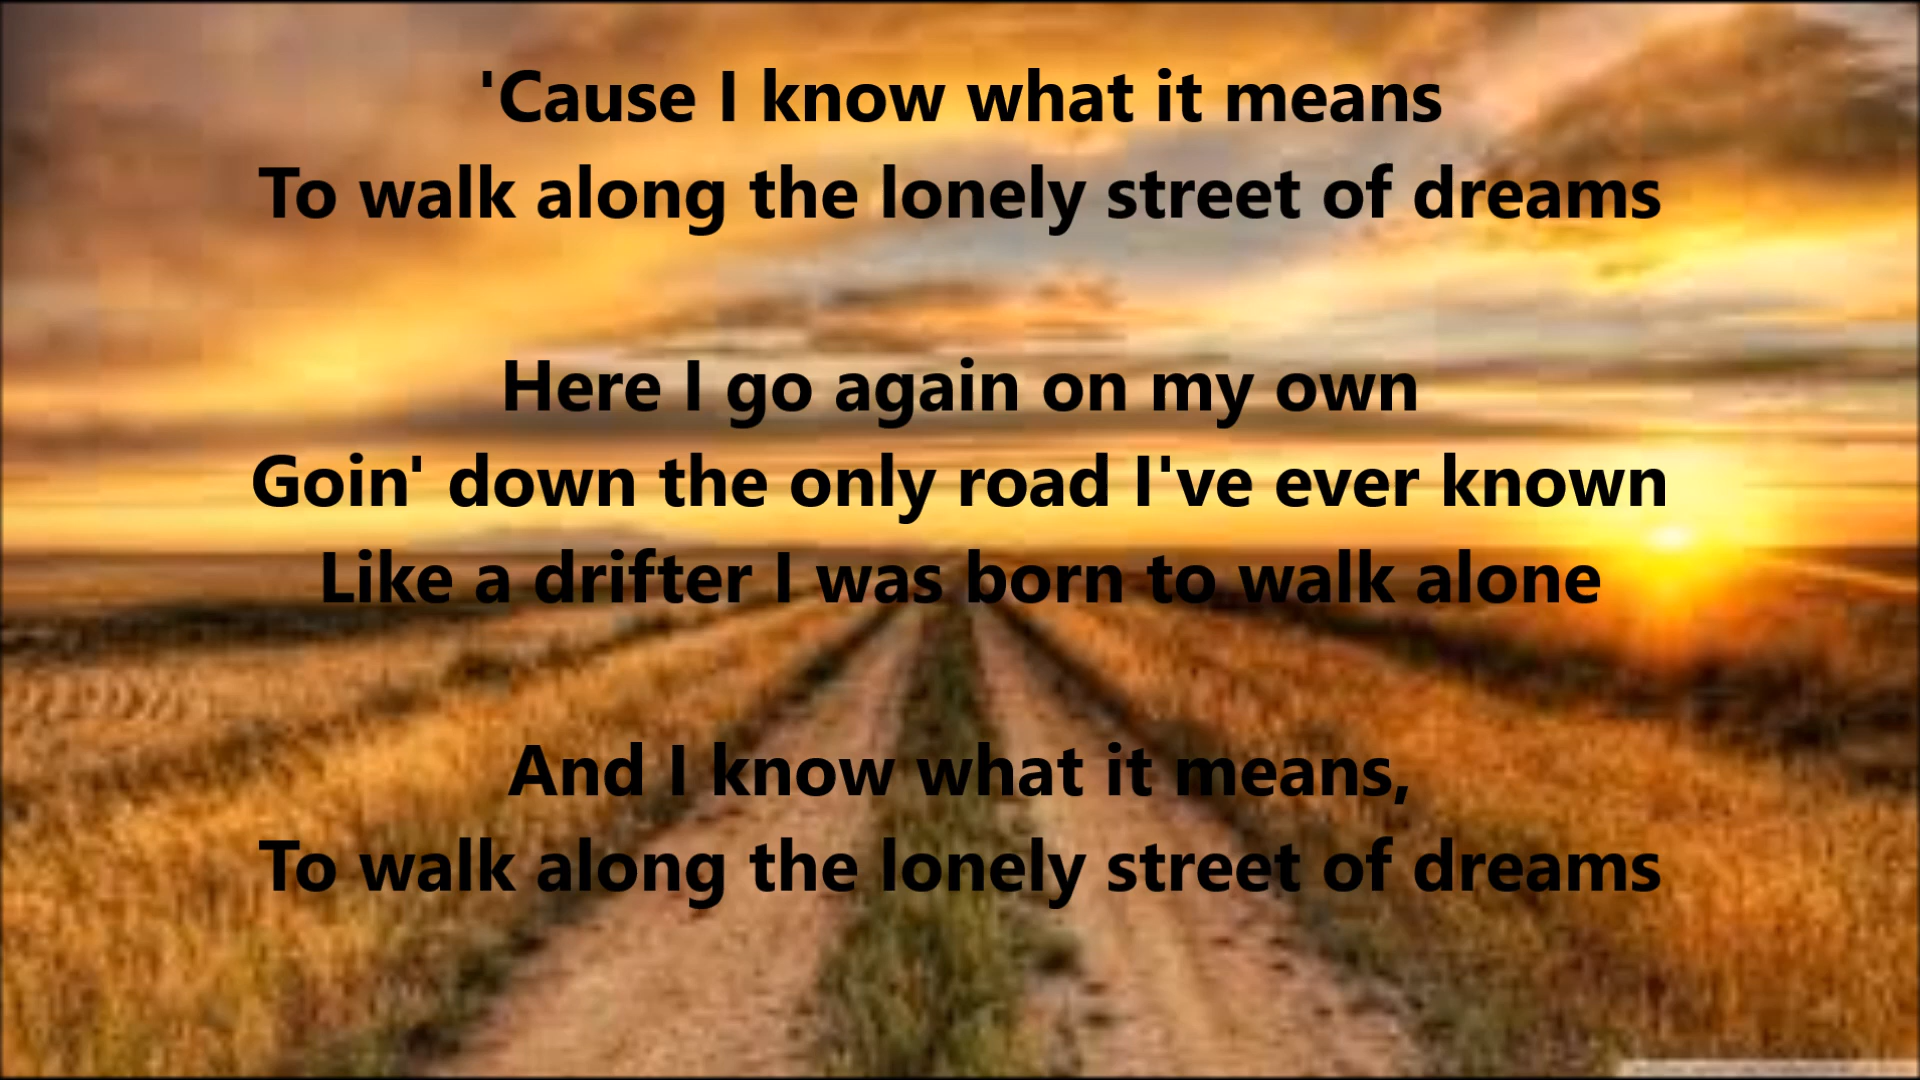 'Cause I know what it means
To walk along the lonely street of dreams
Here I go again on my own
Goin' down the only road I've ever known
Like a drifter I was born to walk alone
And I know what it means,
To walk along the lonely street of dreams